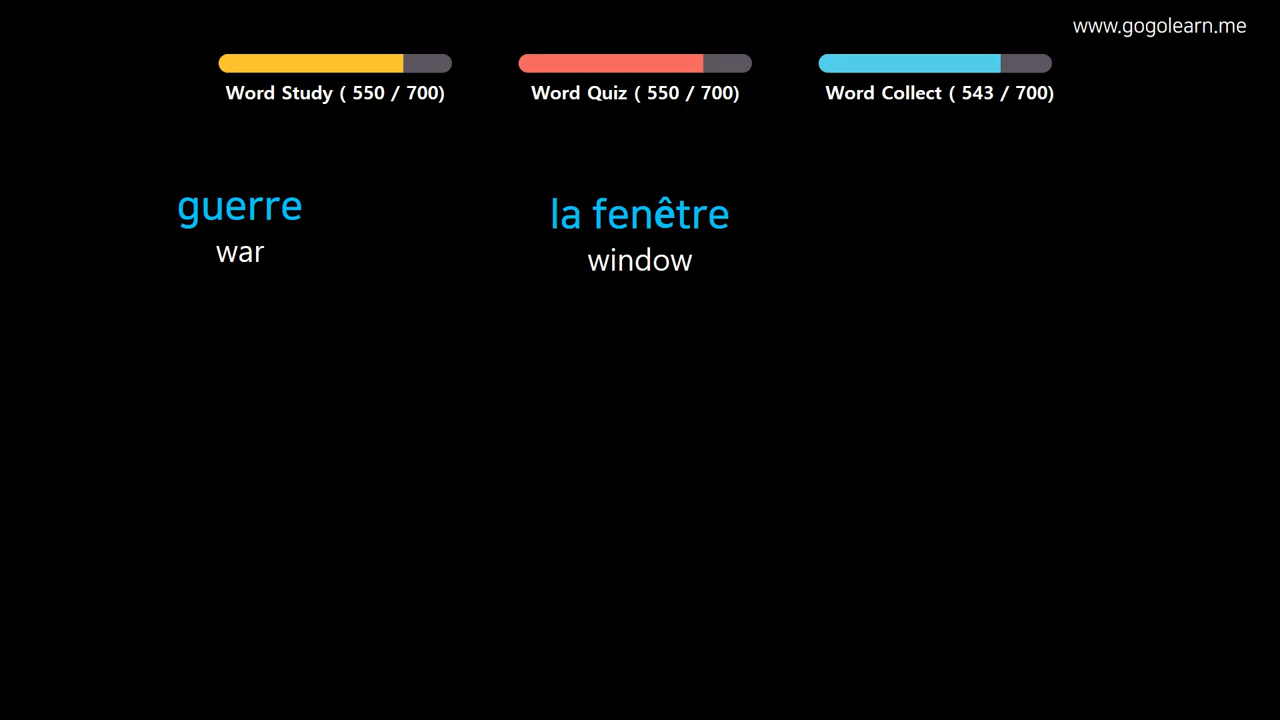 www.gogolearn.me
Word Study ( 550 / 700)
Word Quiz ( 550 / 700)
Word Collect ( 543 / 700)
guerre
war
la fenêtre
window